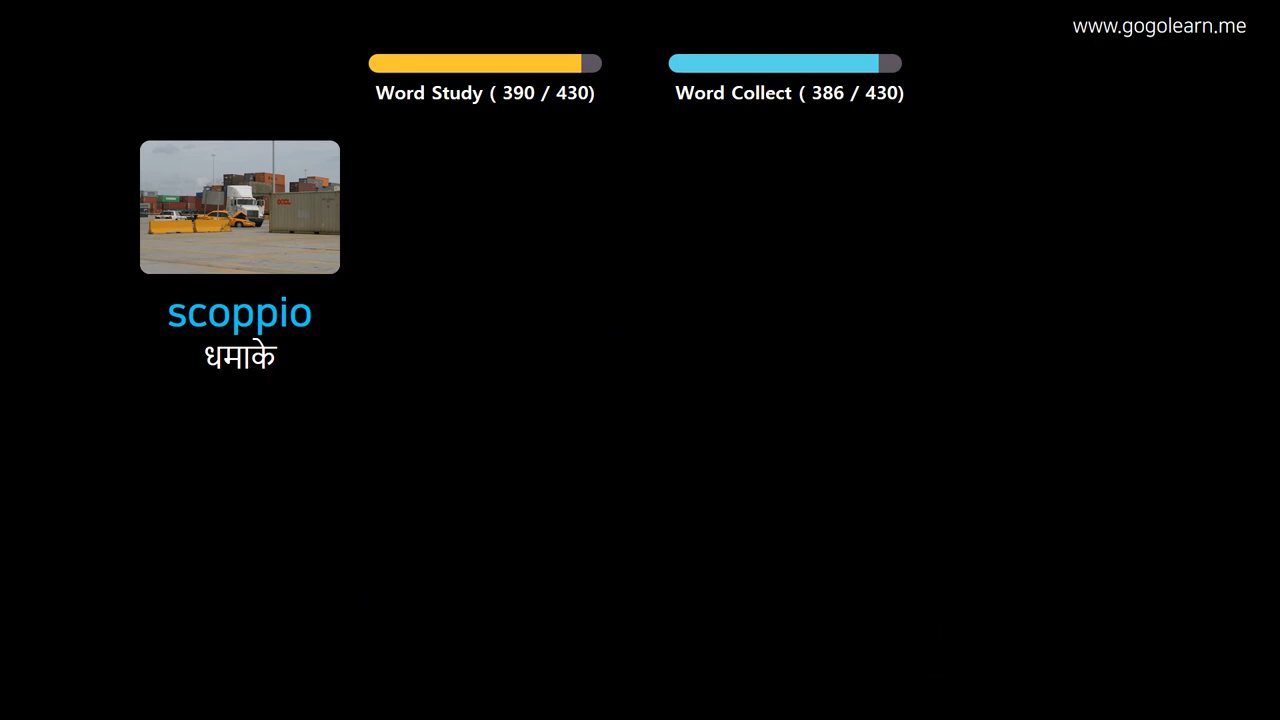 www.gogolearn.me
Word Study ( 390 / 430)
Word Collect ( 386 / 430)
scoppio
धमाके